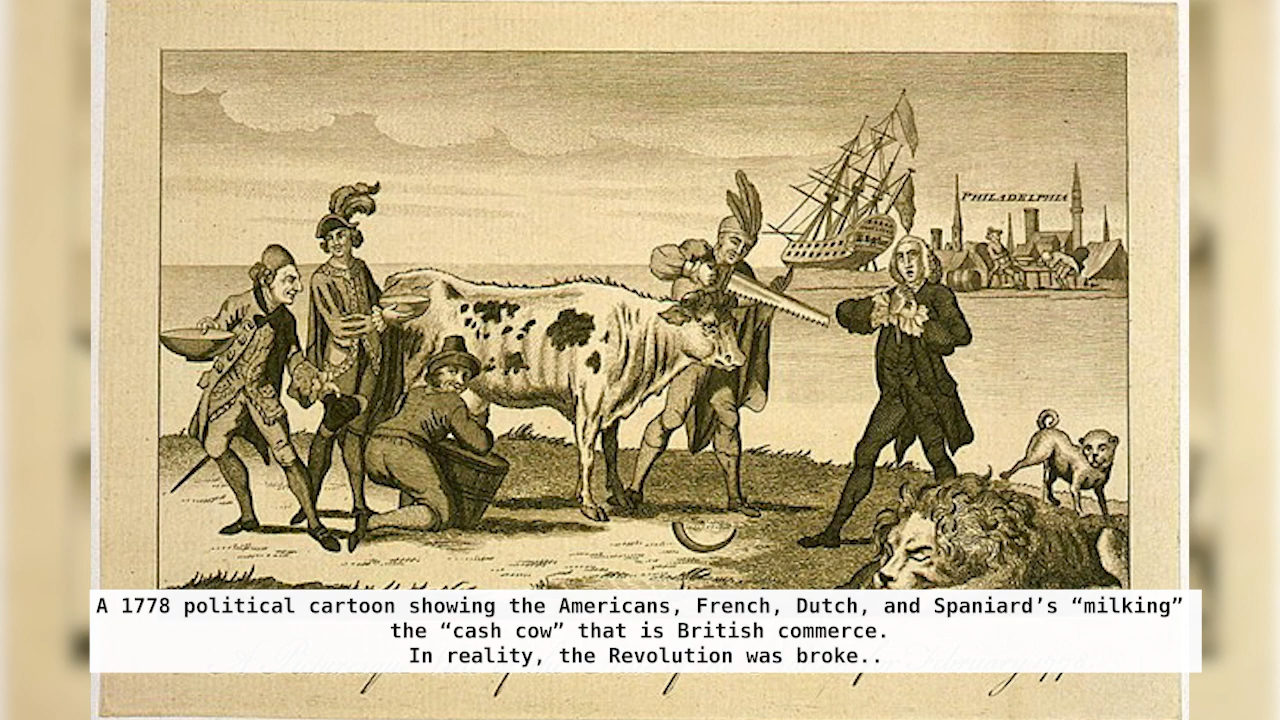 PHILADELPHIA
A 1778 political cartoon showing the Americans, French, Dutch, and Spaniard’s “milking”
the “cash cow” that is British commerce.
In reality, the Revolution was broke..